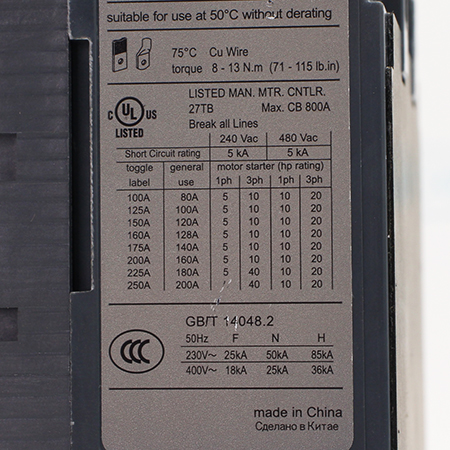 suitable for use at 50°C without derating
75°C Cu Wire
torque 8 - 13 N.m (71 - 115 lb.in)
LISTED MAN. MTR. CNTLR.
C UL US 27TB Max. CB 800A
LISTED Break all Lines
240 Vac 480 Vac
Short Circuit rating 5 kA 5 kA
toggle general motor starter (hp rating)
label use 1ph 3ph 1ph 3ph
100A 80A 5 10 10 20
125A 100A 5 10 10 20
150A 120A 5 10 10 20
160A 128A 5 10 10 20
175A 140A 5 10 10 20
200A 160A 5 10 10 20
225A 180A 5 40 10 20
250A 200A 5 40 10 20
GB/T 14048.2
CCC
50Hz F N H
230V~ 25kA 50kA 85kA
400V~ 18kA 25kA 36kA
made in China
Сделано в Китае